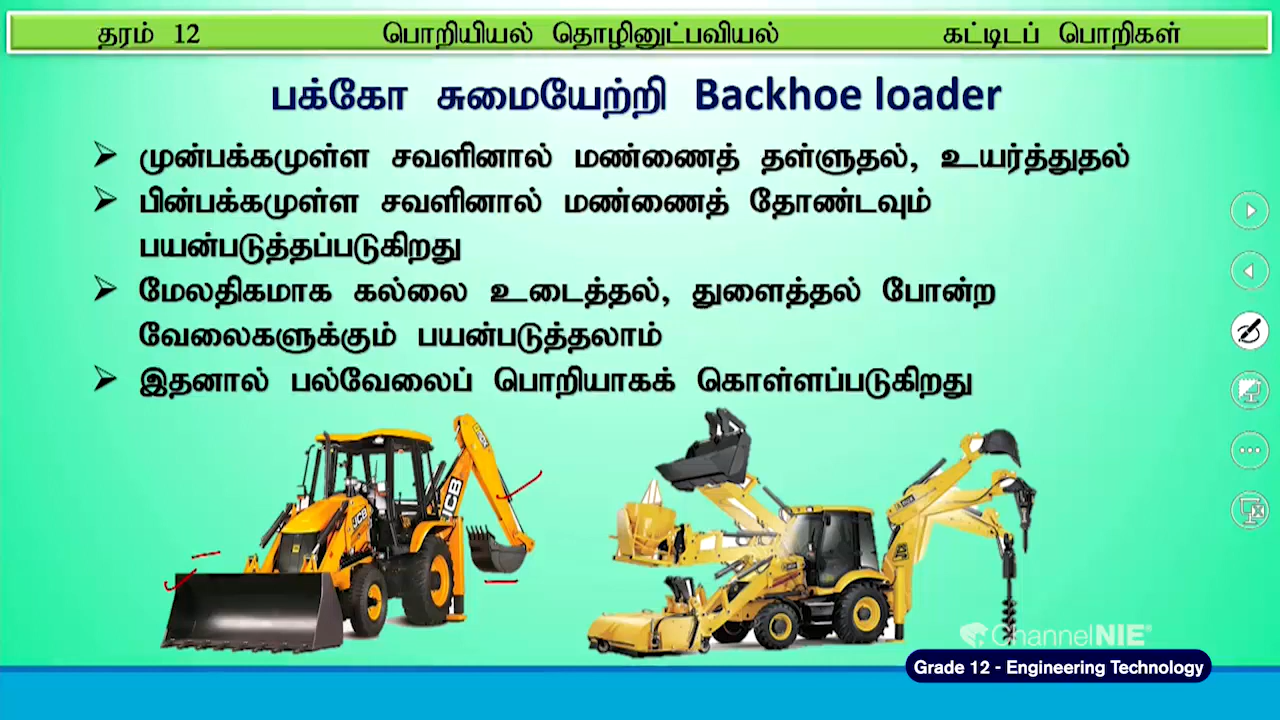 தரம் 12 பொறியியல் தொழினுட்பவியல் கட்டிடப் பொறிகள்
பக்கோ சுமையேற்றி Backhoe loader
➢ முன்பக்கமுள்ள சவளினால் மண்ணைத் தள்ளுதல், உயர்த்துதல்
➢ பின்பக்கமுள்ள சவளினால் மண்ணைத் தோண்டவும்
பயன்படுத்தப்படுகிறது
➢ மேலதிகமாக கல்லை உடைத்தல், துளைத்தல் போன்ற
வேலைகளுக்கும் பயன்படுத்தலாம்
➢ இதனால் பல்வேலைப் பொறியாகக் கொள்ளப்படுகிறது
JCB
JCB
ChannelNIE
Grade 12 - Engineering Technology